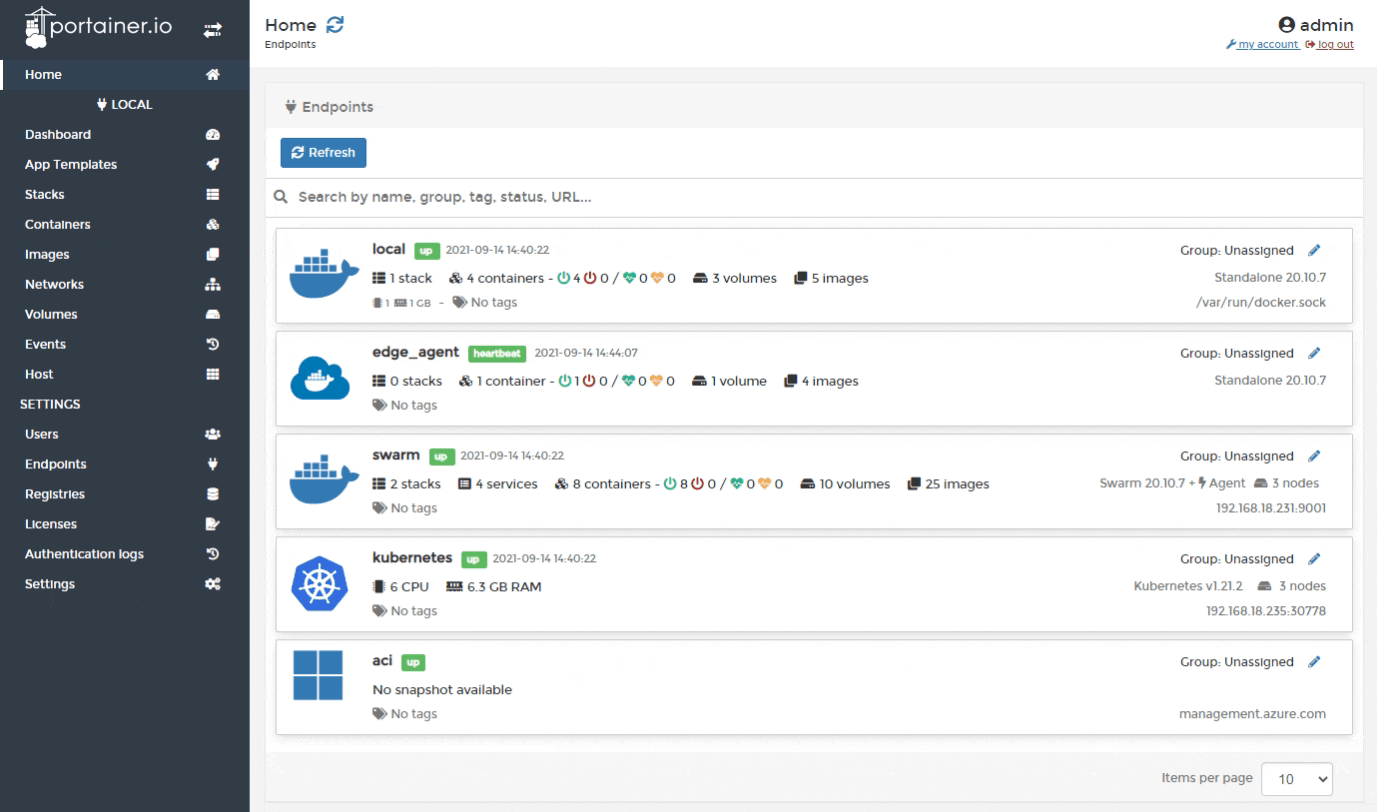 portainer.io
Home
LOCAL
Dashboard
App Templates
Stacks
Containers
Images
Networks
Volumes
Events
Host
SETTINGS
Users
Endpoints
Registries
Licenses
Authentication logs
Settings
Home
Endpoints
admin
my account log out
Endpoints
Refresh
Search by name, group, tag, status, URL...
local up 2021-09-14 14:40:22 Group: Unassigned
1 stack 4 containers - 4 0 / 0 0 3 volumes 5 images Standalone 20.10.7
1 1 GB - No tags /var/run/docker.sock
edge_agent heartbeat 2021-09-14 14:44:07 Group: Unassigned
0 stacks 1 container - 1 0 / 0 0 1 volume 4 images Standalone 20.10.7
No tags
swarm up 2021-09-14 14:40:22 Group: Unassigned
2 stacks 4 services 8 containers - 8 0 / 0 0 10 volumes 25 images Swarm 20.10.7 + Agent 3 nodes
No tags 192.168.18.231:9001
kubernetes up 2021-09-14 14:40:22 Group: Unassigned
6 CPU 6.3 GB RAM Kubernetes v1.21.2 3 nodes
No tags 192.168.18.235:30778
aci up Group: Unassigned
No snapshot available
No tags management.azure.com
Items per page 10